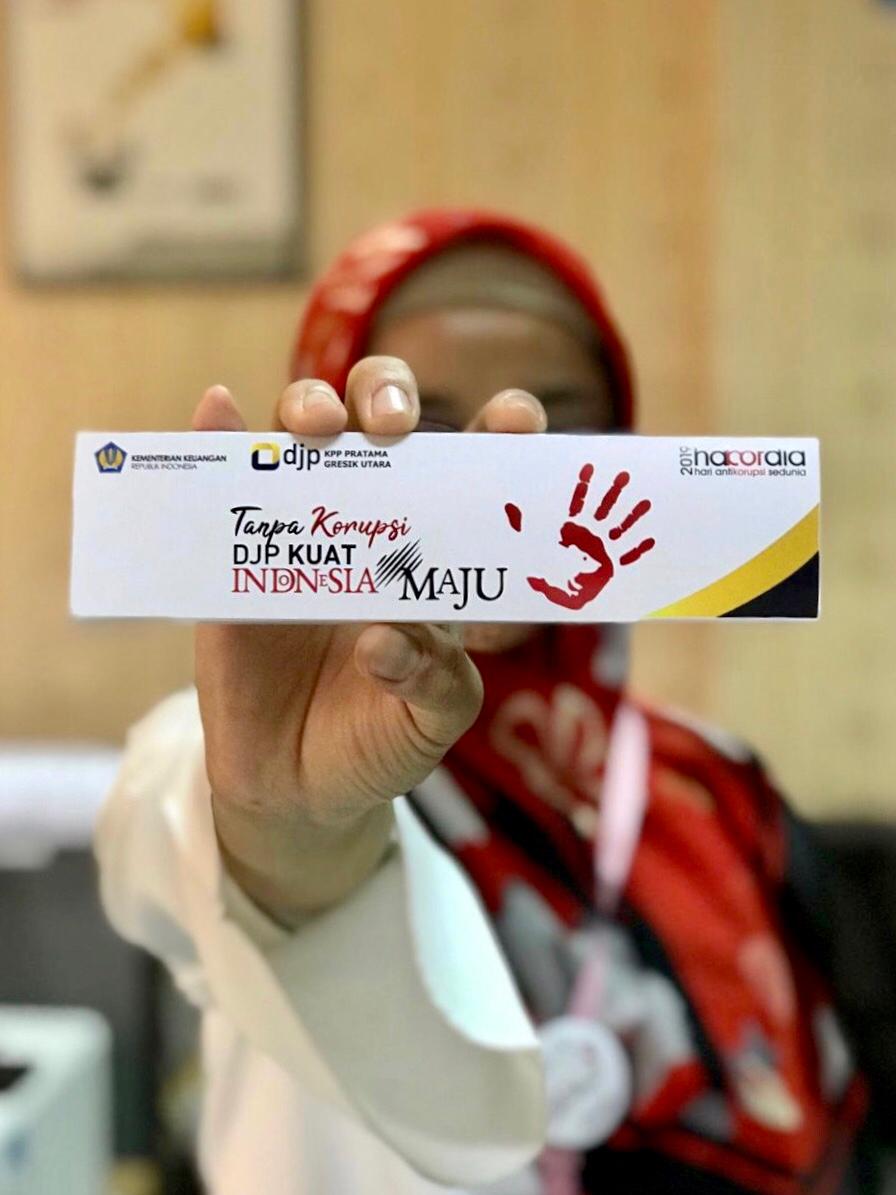 KEMENTERIAN KEUANGAN
REPUBLIK INDONESIA
djp KPP PRATAMA
GRESIK UTARA
2019 hacordia
hari antikorupsi sedunia
Tanpa Korupsi
DJP KUAT
INDONESIA MAJU